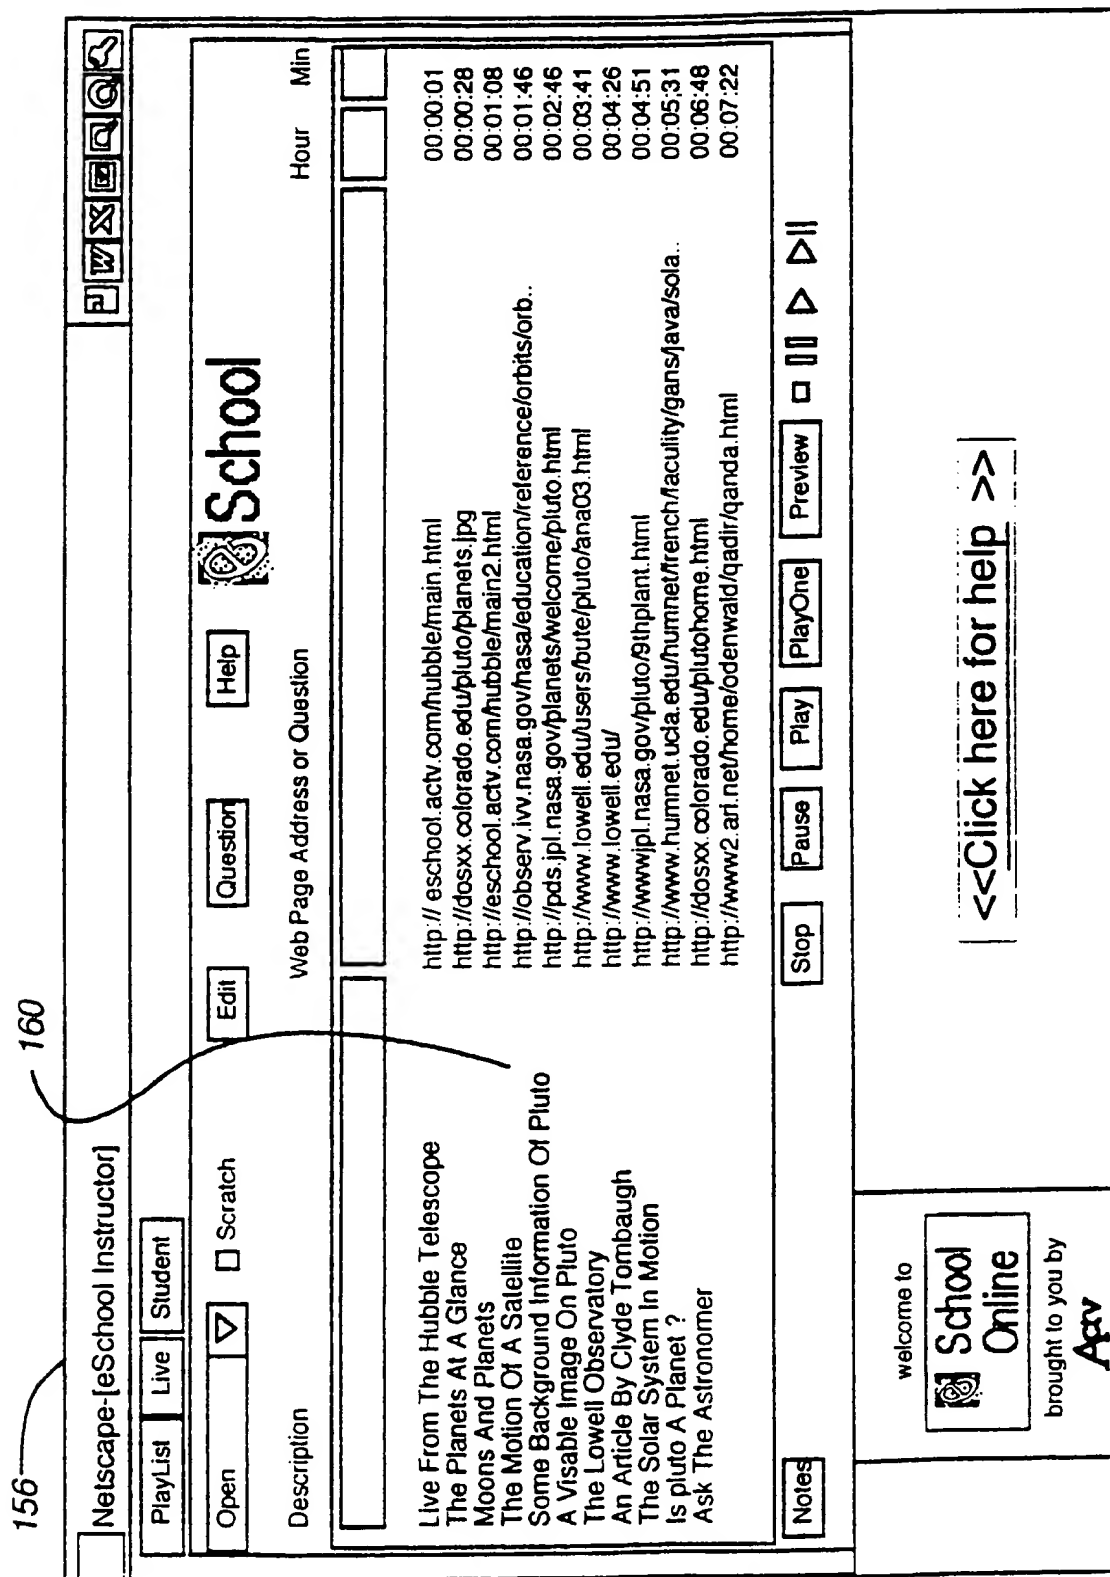 156
160
Netscape-[eSchool Instructor]
PlayList Live Student
Open Scratch Edit Question Help School
Description Web Page Address or Question Hour Min
Live From The Hubble Telescope http:// eschool.actv.com/hubble/main.html 00:00:01
The Planets At A Glance http://dosxx.colorado.edu/pluto/planets.jpg 00:00:28
Moons And Planets http://eschool.actv.com/hubble/main2.html 00:01:08
The Motion Of A Satellite http://observ.ivv.nasa.gov/nasa/education/reference/orbits/orb.. 00:01:46
Some Background Information Of Pluto http://pds.jpl.nasa.gov/planets/welcome/pluto.html 00:02:46
A Visable Image On Pluto http://www.lowell.edu/users/bute/pluto/ana03.html 00:03:41
The Lowell Observatory http://www.lowell.edu/ 00:04:26
An Article By Clyde Tombaugh http://wwwjpl.nasa.gov/pluto/9thplant.html 00:04:51
The Solar System In Motion http://www.humnet.ucla.edu/humnet/french/faculity/gans/java/sola.. 00:05;31
Is pluto A Planet ? http://dosxx.colorado.edu/plutohome.html 00:06:48
Ask The Astronomer http://www2.ari.net/home/odenwald/qadir/qanda.html 00:07:22
Notes Stop Pause Play PlayOne Preview
welcome to
School
Online
brought to you by
Actv
<<Click here for help >>